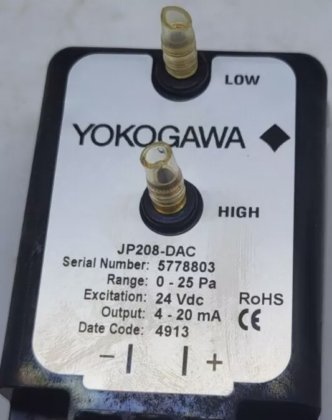 LOW
YOKOGAWA
HIGH
JP208-DAC
Serial Number: 5778803
Range: 0 - 25 Pa
Excitation: 24 Vdc
Output: 4 - 20 mA
RoHS
CE
Date Code: 4913
− | | +